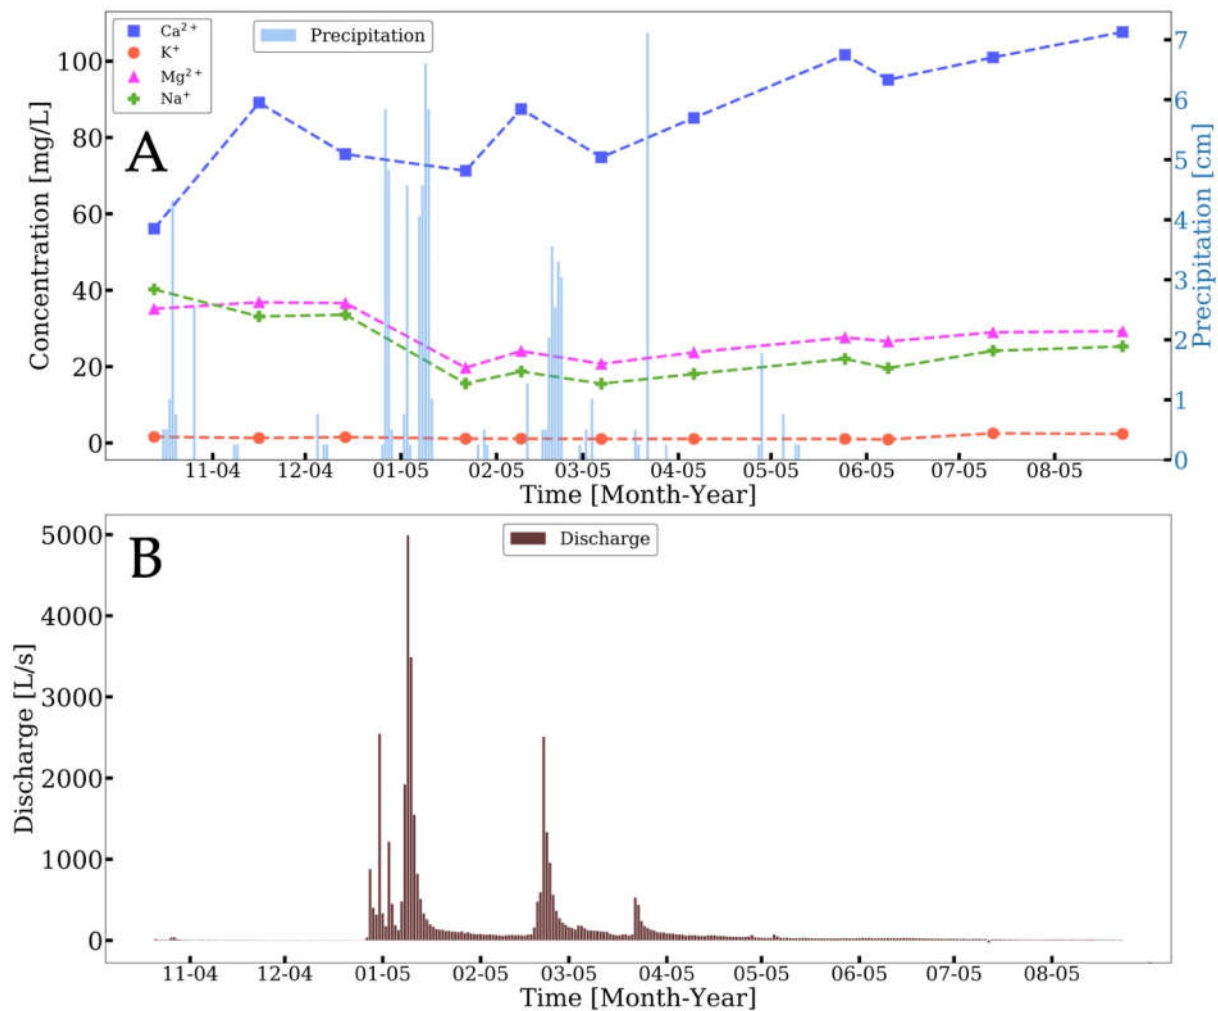 Ca²⁺
K⁺
Mg²⁺
Na⁺
Precipitation
A
Concentration [mg/L]
100
80
60
40
20
0
Precipitation [cm]
7
6
5
4
3
2
1
0
11-04 12-04 01-05 02-05 03-05 04-05 05-05 06-05 07-05 08-05
Time [Month-Year]
B
Discharge
Discharge [L/s]
5000
4000
3000
2000
1000
0
11-04 12-04 01-05 02-05 03-05 04-05 05-05 06-05 07-05 08-05
Time [Month-Year]